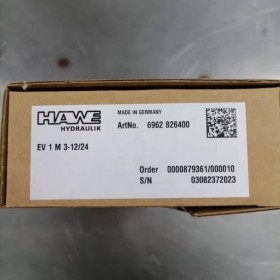 HAWE
HYDRAULIK
MADE IN GERMANY
ArtNo. 6962 826400
EV 1 M 3-12/24
Order 0000879361/000010
S/N 03082372023